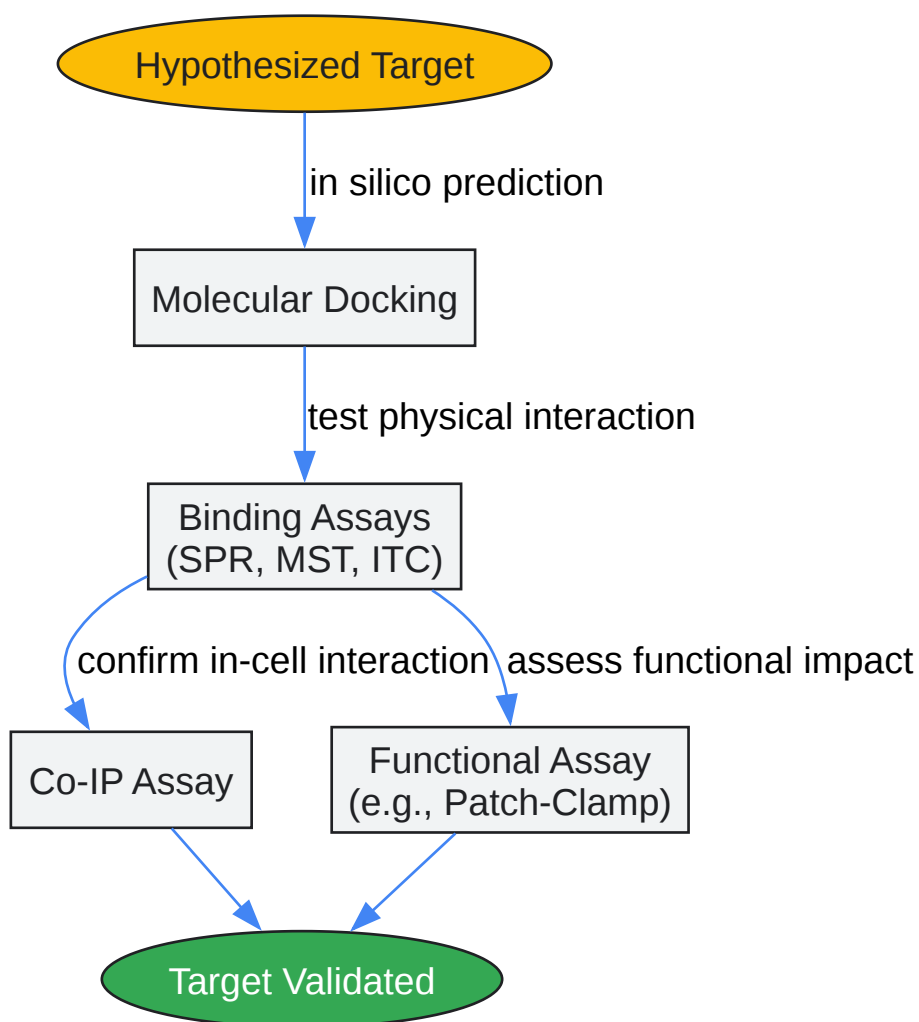 Hypothesized Target
in silico prediction
Molecular Docking
test physical interaction
Binding Assays
(SPR, MST, ITC)
confirm in-cell interaction
assess functional impact
Co-IP Assay
Functional Assay
(e.g., Patch-Clamp)
Target Validated